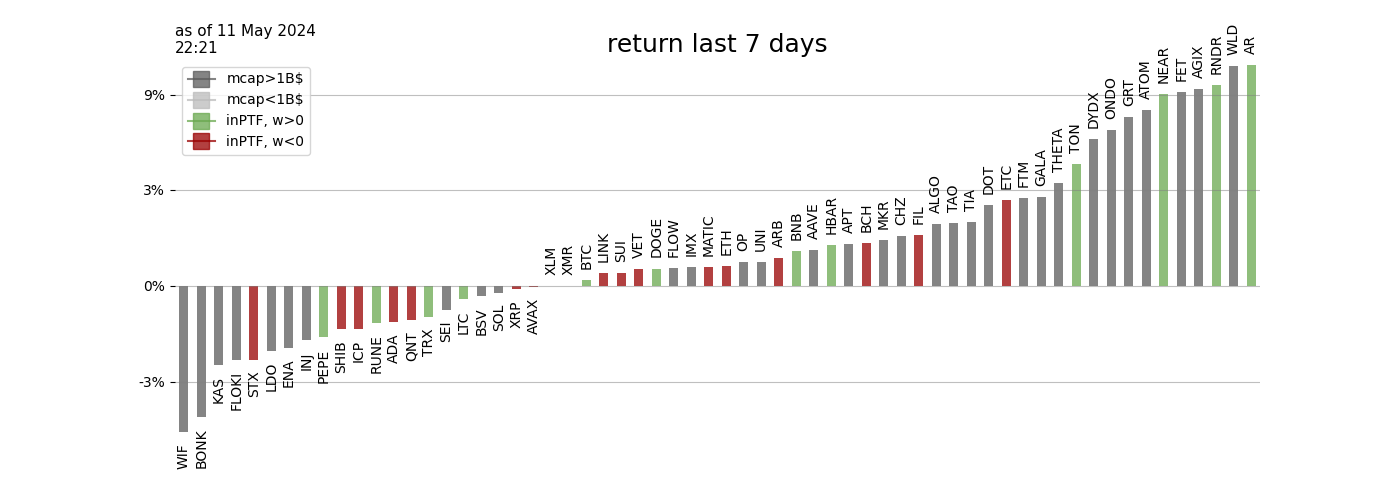 as of 11 May 2024
22:21
return last 7 days
mcap>1B$
mcap<1B$
inPTF, w>0
inPTF, w<0
9%
3%
0%
-3%
WIF
BONK
KAS
FLOKI
STX
LDO
ENA
INJ
PEPE
SHIB
ICP
RUNE
ADA
QNT
TRX
SEI
LTC
BSV
SOL
XRP
AVAX
XLM
XMR
BTC
LINK
SUI
VET
DOGE
FLOW
IMX
MATIC
ETH
OP
UNI
ARB
BNB
AAVE
HBAR
APT
BCH
MKR
CHZ
FIL
ALGO
TAO
TIA
DOT
ETC
FTM
GALA
THETA
TON
DYDX
ONDO
GRT
ATOM
NEAR
FET
AGIX
RNDR
WLD
AR